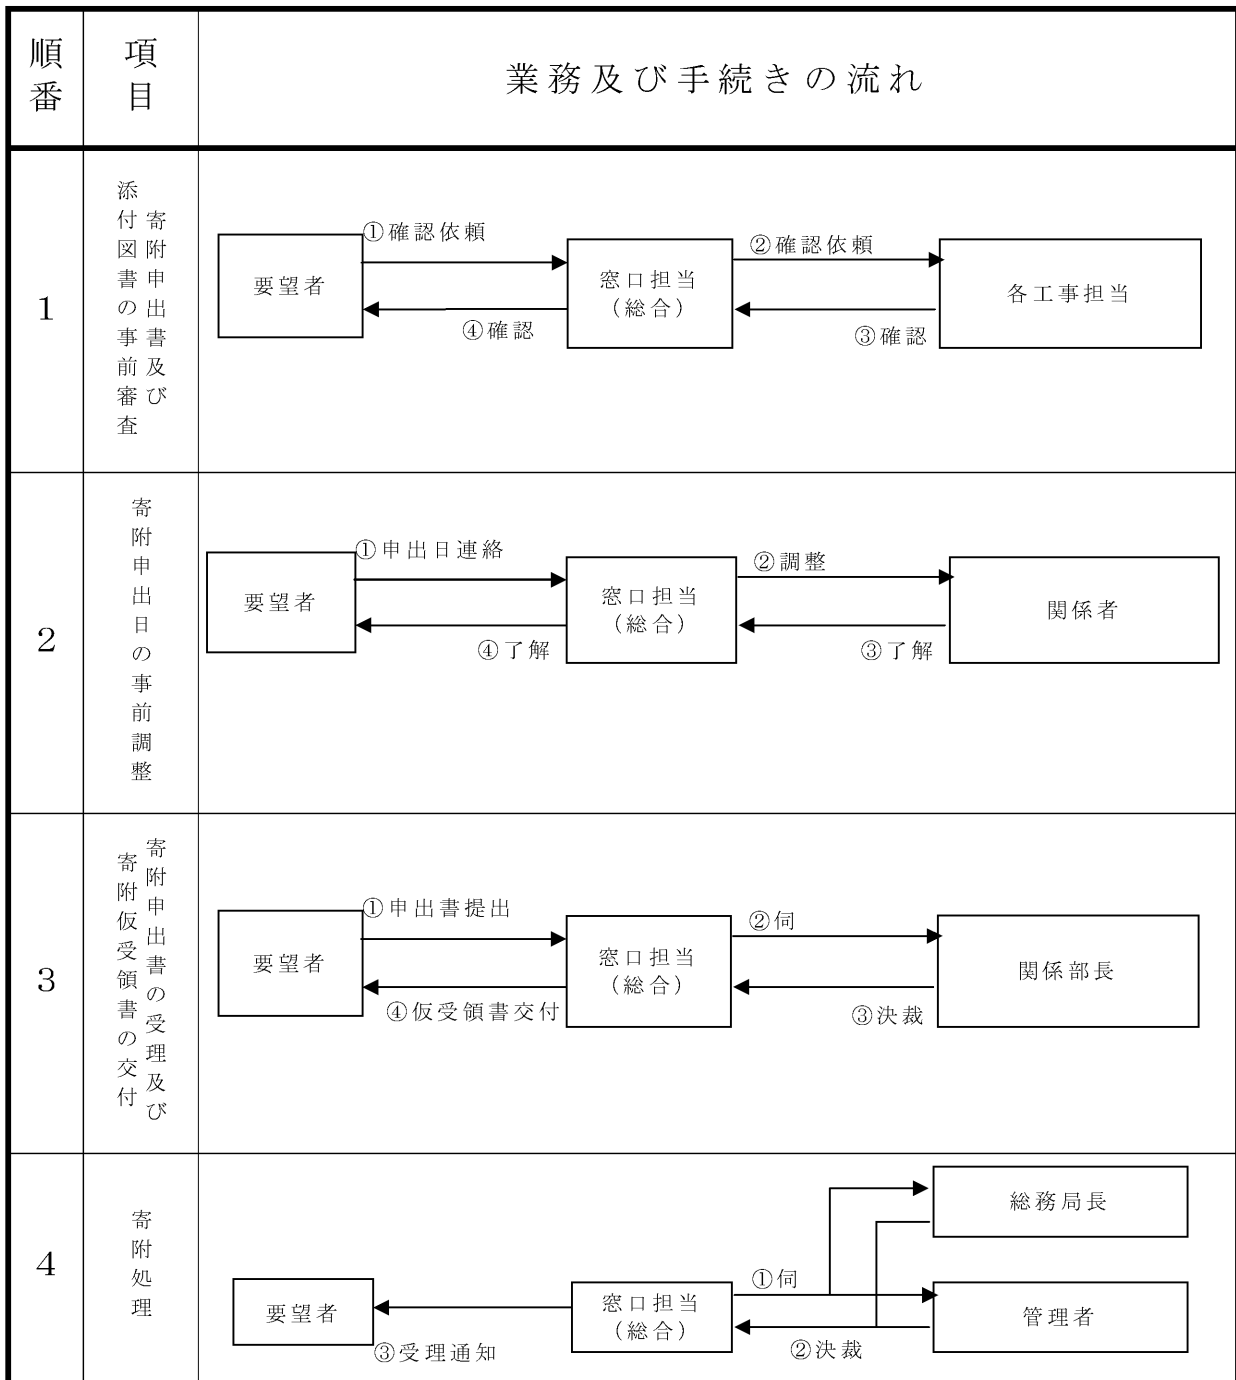 順番
項目
業務及び手続きの流れ
1
寄附申出書及び
添付図書の事前審査
要望者
①確認依頼
窓口担当
（総合）
②確認依頼
各工事担当
③確認
④確認
2
寄附申出日の事前調整
要望者
①申出日連絡
窓口担当
（総合）
②調整
関係者
③了解
④了解
3
寄附申出書の受理及び
寄附仮受領書の交付
要望者
①申出書提出
窓口担当
（総合）
②伺
関係部長
③決裁
④仮受領書交付
4
寄附処理
総務局長
要望者
窓口担当
（総合）
①伺
管理者
②決裁
③受理通知